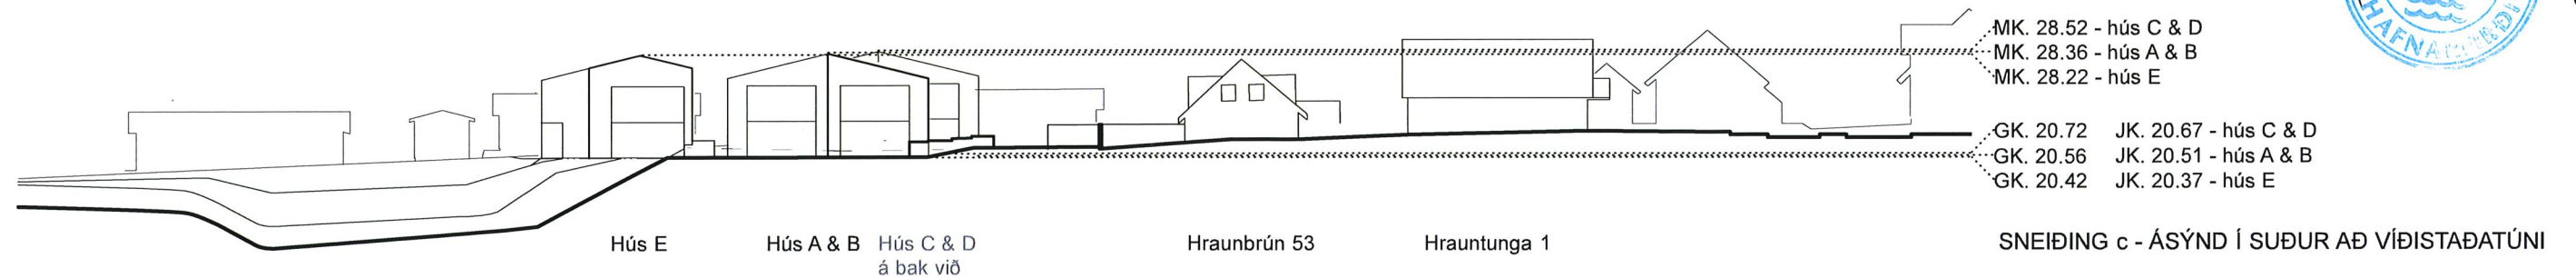 HAFNA
MK. 28.52 - hús C & D
MK. 28.36 - hús A & B
MK. 28.22 - hús E
GK. 20.72 JK. 20.67 - hús C & D
GK. 20.56 JK. 20.51 - hús A & B
GK. 20.42 JK. 20.37 - hús E
Hús E
Hús A & B
Hús C & D
á bak við
Hraunbrún 53
Hrauntunga 1
SNEIÐING c - ÁSÝND Í SUÐUR AÐ VÍÐISTAÐATÚNI